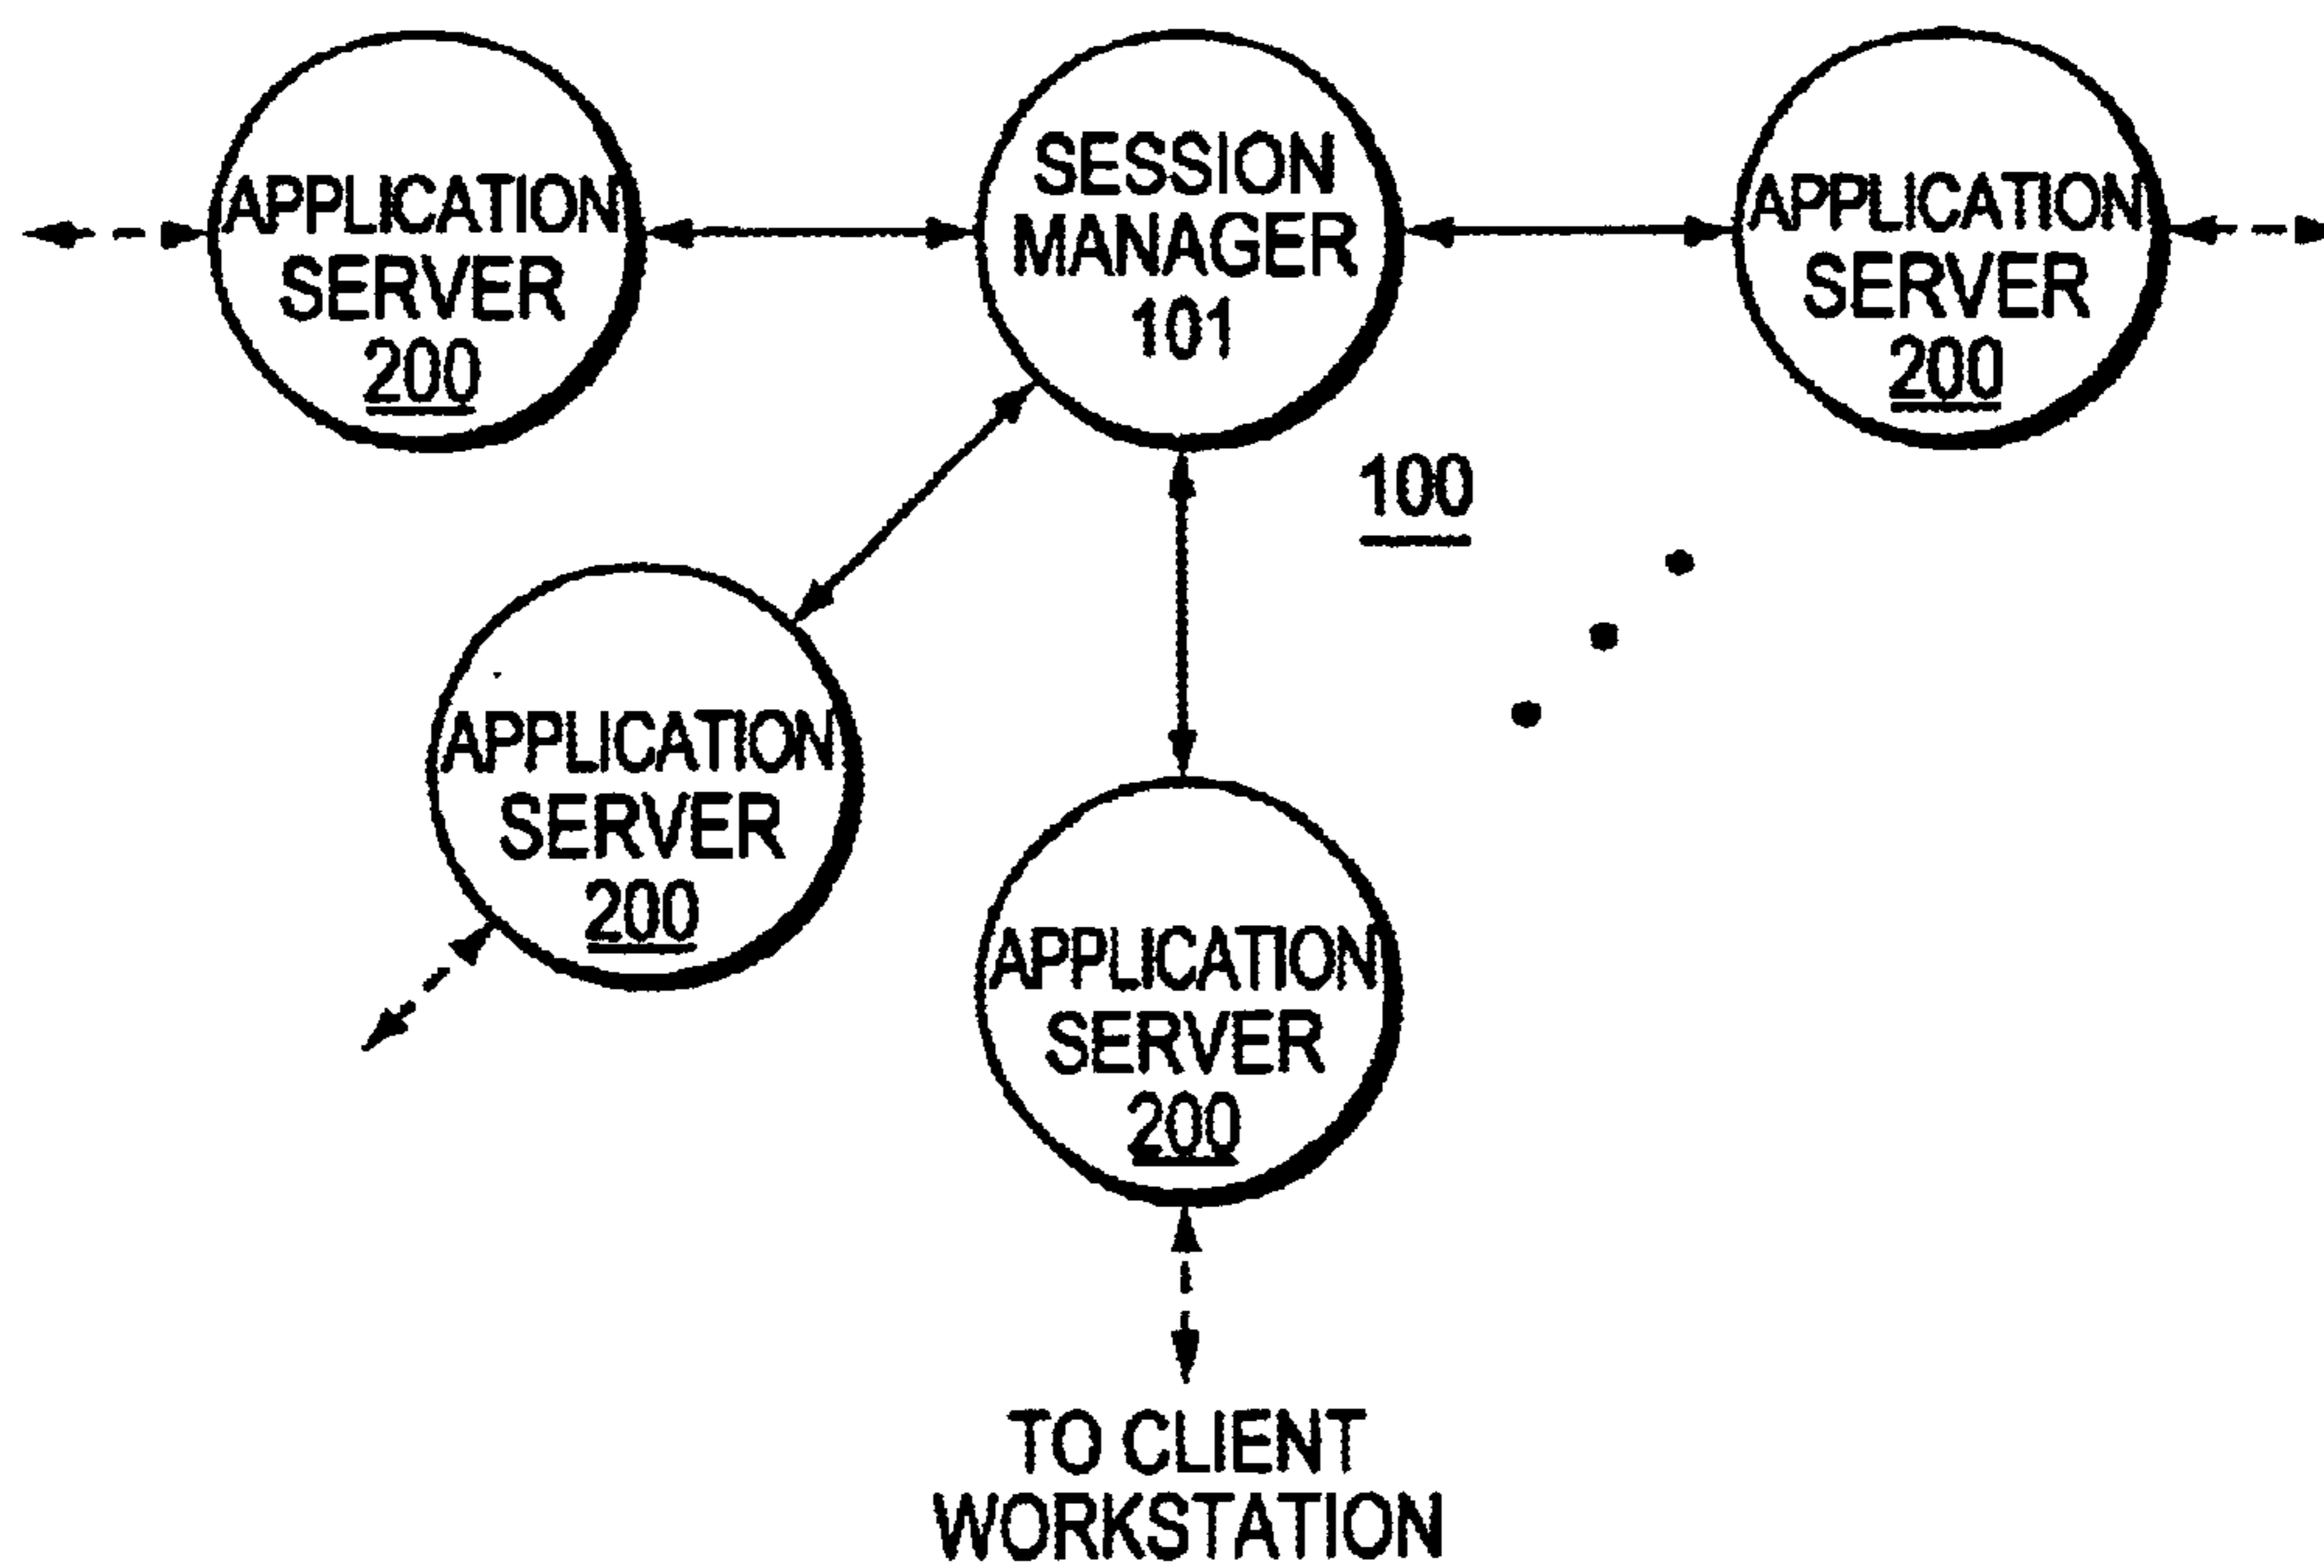 APPLICATION
SERVER
200
SESSION
MANAGER
101
APPLICATION
SERVER
200
100
APPLICATION
SERVER
200
APPLICATION
SERVER
200
TO CLIENT
WORKSTATION